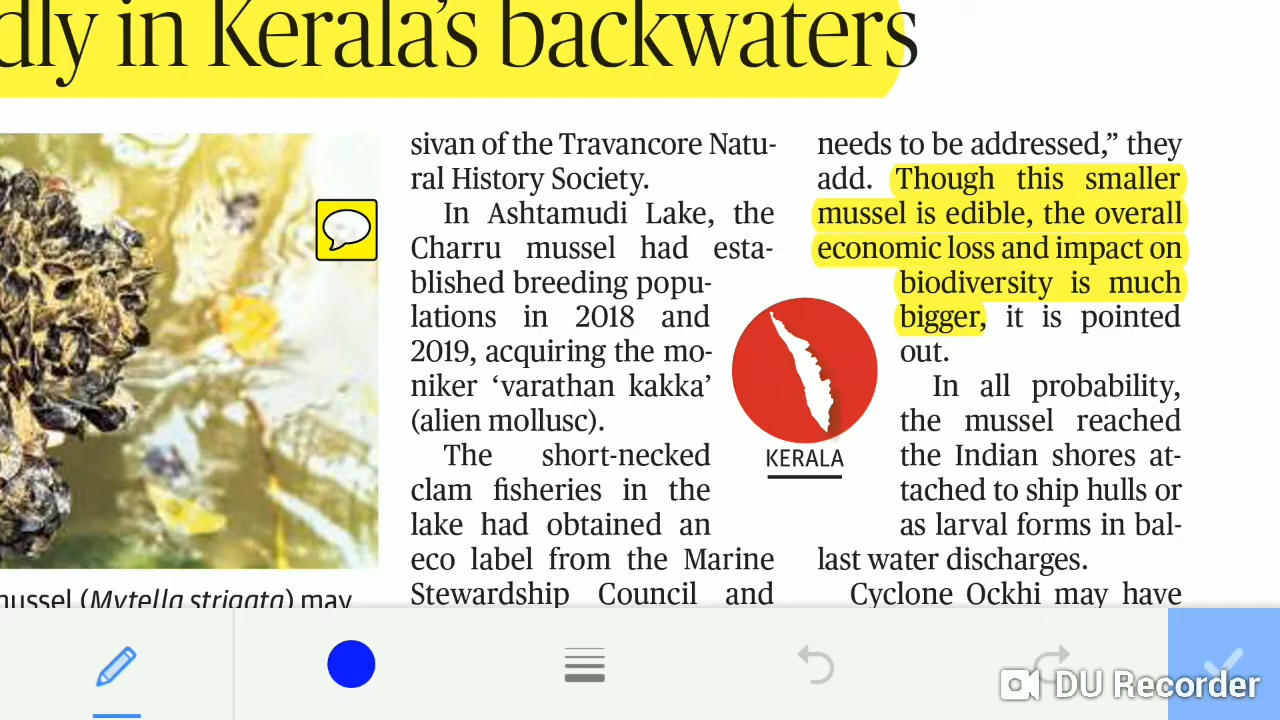 dly in Kerala's backwaters
sivan of the Travancore Natu-
ral History Society.
In Ashtamudi Lake, the
Charru mussel had esta-
blished breeding popu-
lations in 2018 and
2019, acquiring the mo-
niker ‘varathan kakka’
(alien mollusc).
The short-necked
clam fisheries in the
lake had obtained an
eco label from the Marine
Stewardship Council and
KERALA
needs to be addressed,” they
add. Though this smaller
mussel is edible, the overall
economic loss and impact on
biodiversity is much
bigger, it is pointed
out.
In all probability,
the mussel reached
the Indian shores at-
tached to ship hulls or
as larval forms in bal-
last water discharges.
Cyclone Ockhi may have
mussel (Mytella strigata) may
DU Recorder